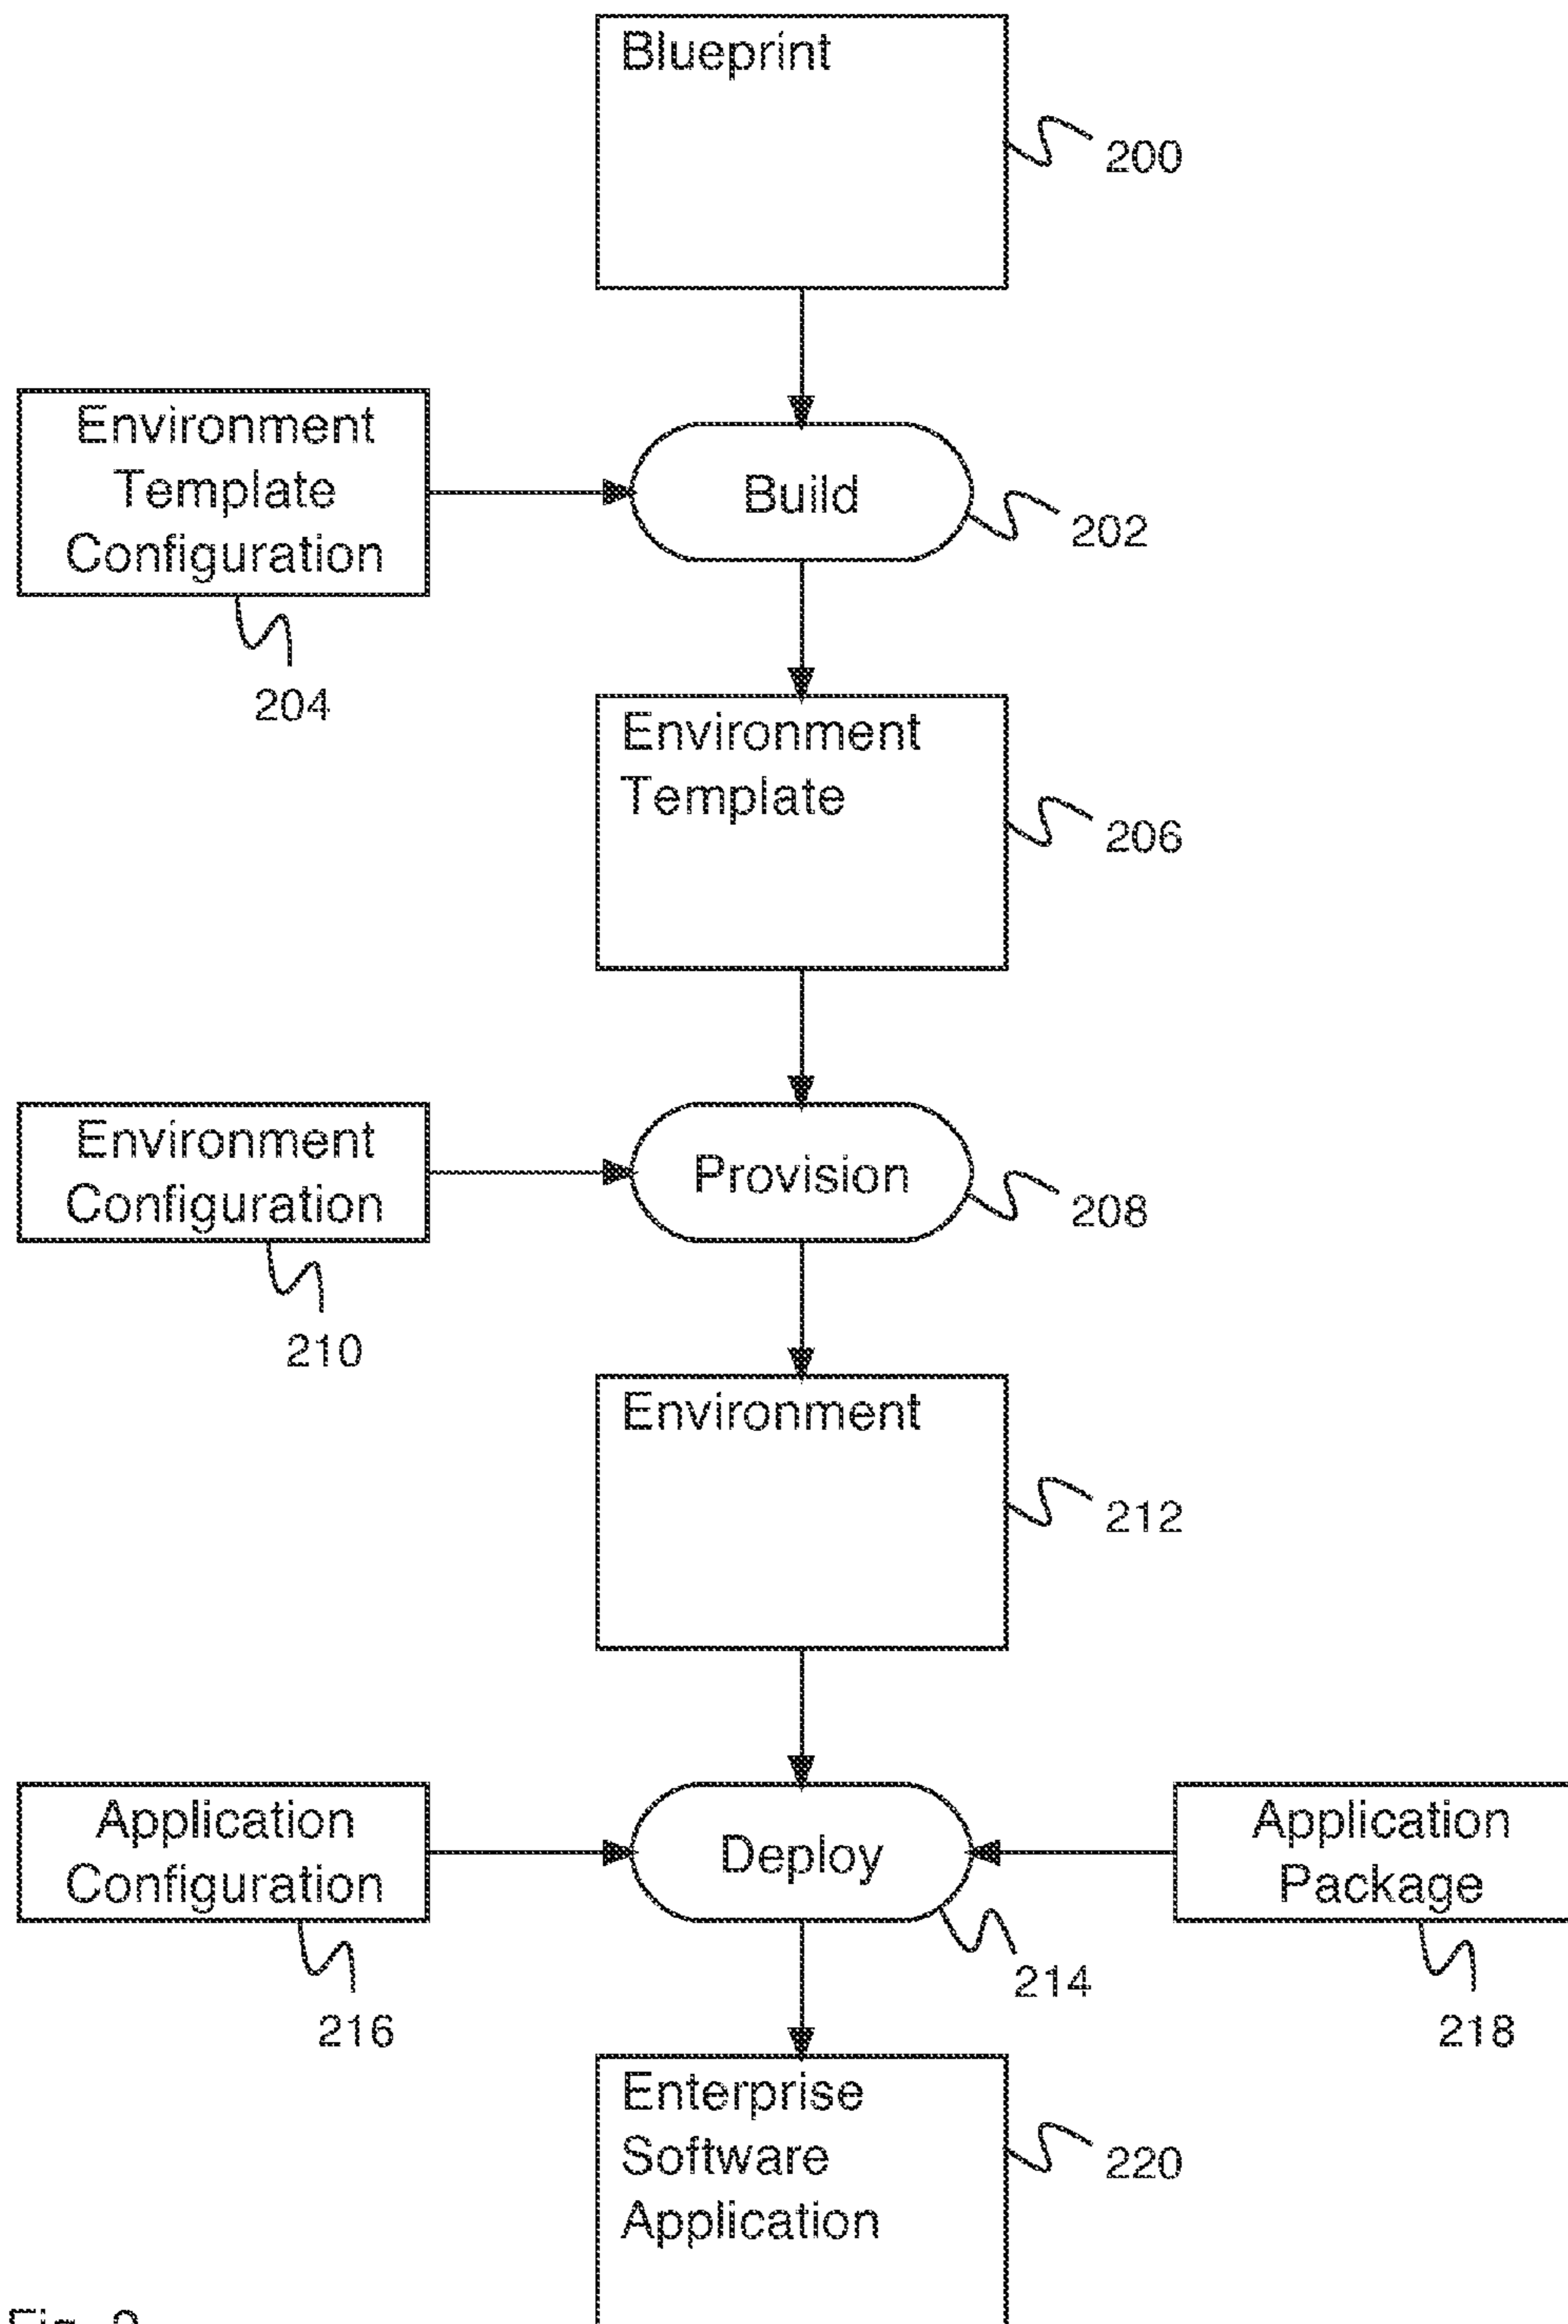 Blueprint
200
Environment
Template
Configuration
Build
202
204
Environment
Template
206
Environment
Configuration
Provision
208
210
Environment
212
Application
Configuration
Deploy
Application
Package
214
216
218
Enterprise
Software
Application
220